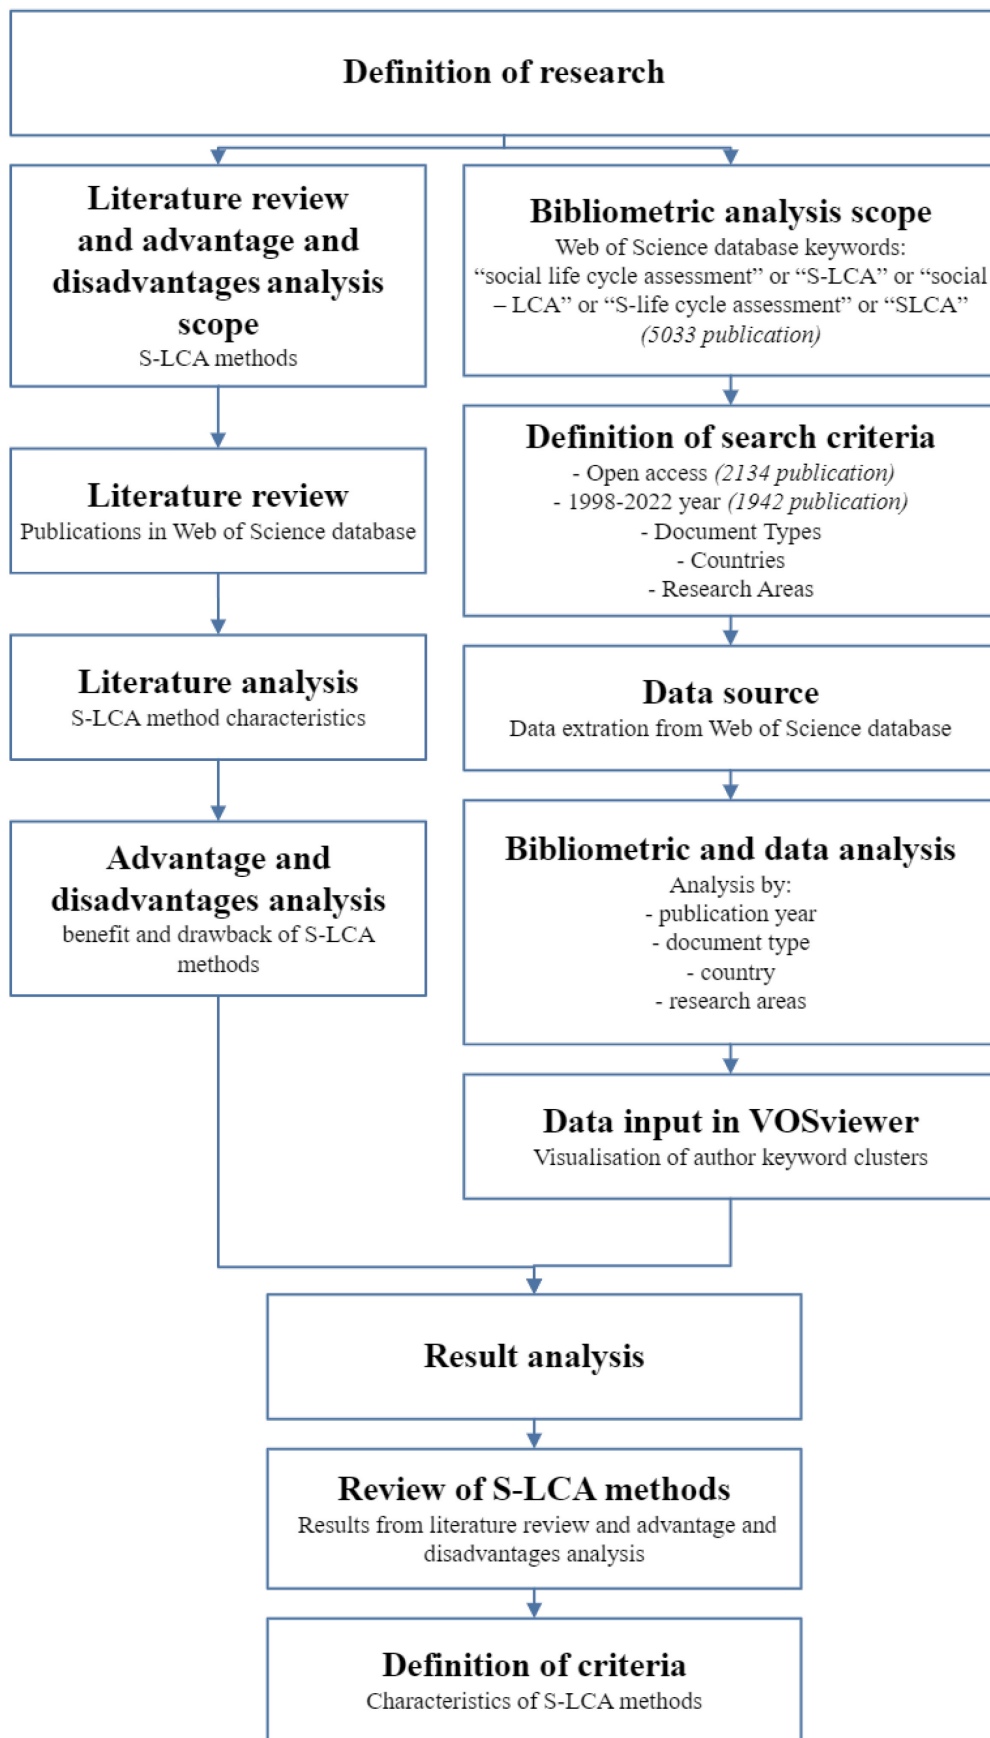 Definition of research
Literature review
and advantage and
disadvantages analysis
scope
S-LCA methods
Bibliometric analysis scope
Web of Science database keywords:
“social life cycle assessment” or “S-LCA” or “social
– LCA” or “S-life cycle assessment” or “SLCA”
(5033 publication)
Literature review
Publications in Web of Science database
Definition of search criteria
- Open access (2134 publication)
- 1998-2022 year (1942 publication)
- Document Types
- Countries
- Research Areas
Literature analysis
S-LCA method characteristics
Data source
Data extration from Web of Science database
Advantage and
disadvantages analysis
benefit and drawback of S-LCA
methods
Bibliometric and data analysis
Analysis by:
- publication year
- document type
- country
- research areas
Data input in VOSviewer
Visualisation of author keyword clusters
Result analysis
Review of S-LCA methods
Results from literature review and advantage and
disadvantages analysis
Definition of criteria
Characteristics of S-LCA methods